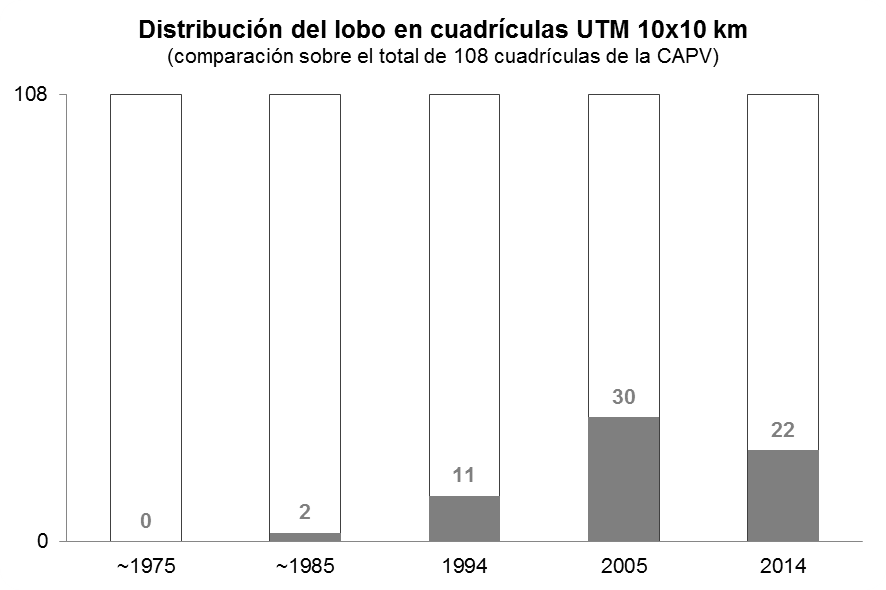 Distribución del lobo en cuadrículas UTM 10x10 km
(comparación sobre el total de 108 cuadrículas de la CAPV)
108
30
22
11
2
0
0
~1975 ~1985 1994 2005 2014